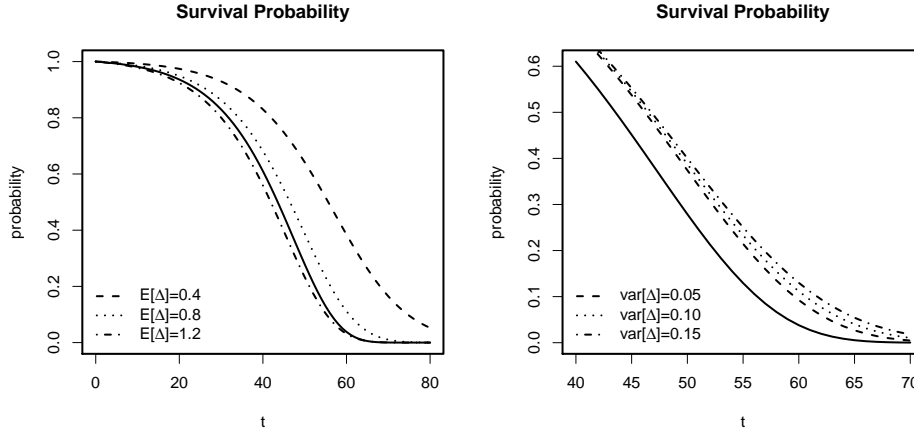 Survival Probability
probability
1.0
0.8
0.6
0.4
0.2
0.0
E[Δ]=0.4
E[Δ]=0.8
E[Δ]=1.2
0 20 40 60 80
t
Survival Probability
probability
0.6
0.5
0.4
0.3
0.2
0.1
0.0
var[Δ]=0.05
var[Δ]=0.10
var[Δ]=0.15
40 45 50 55 60 65 70
t